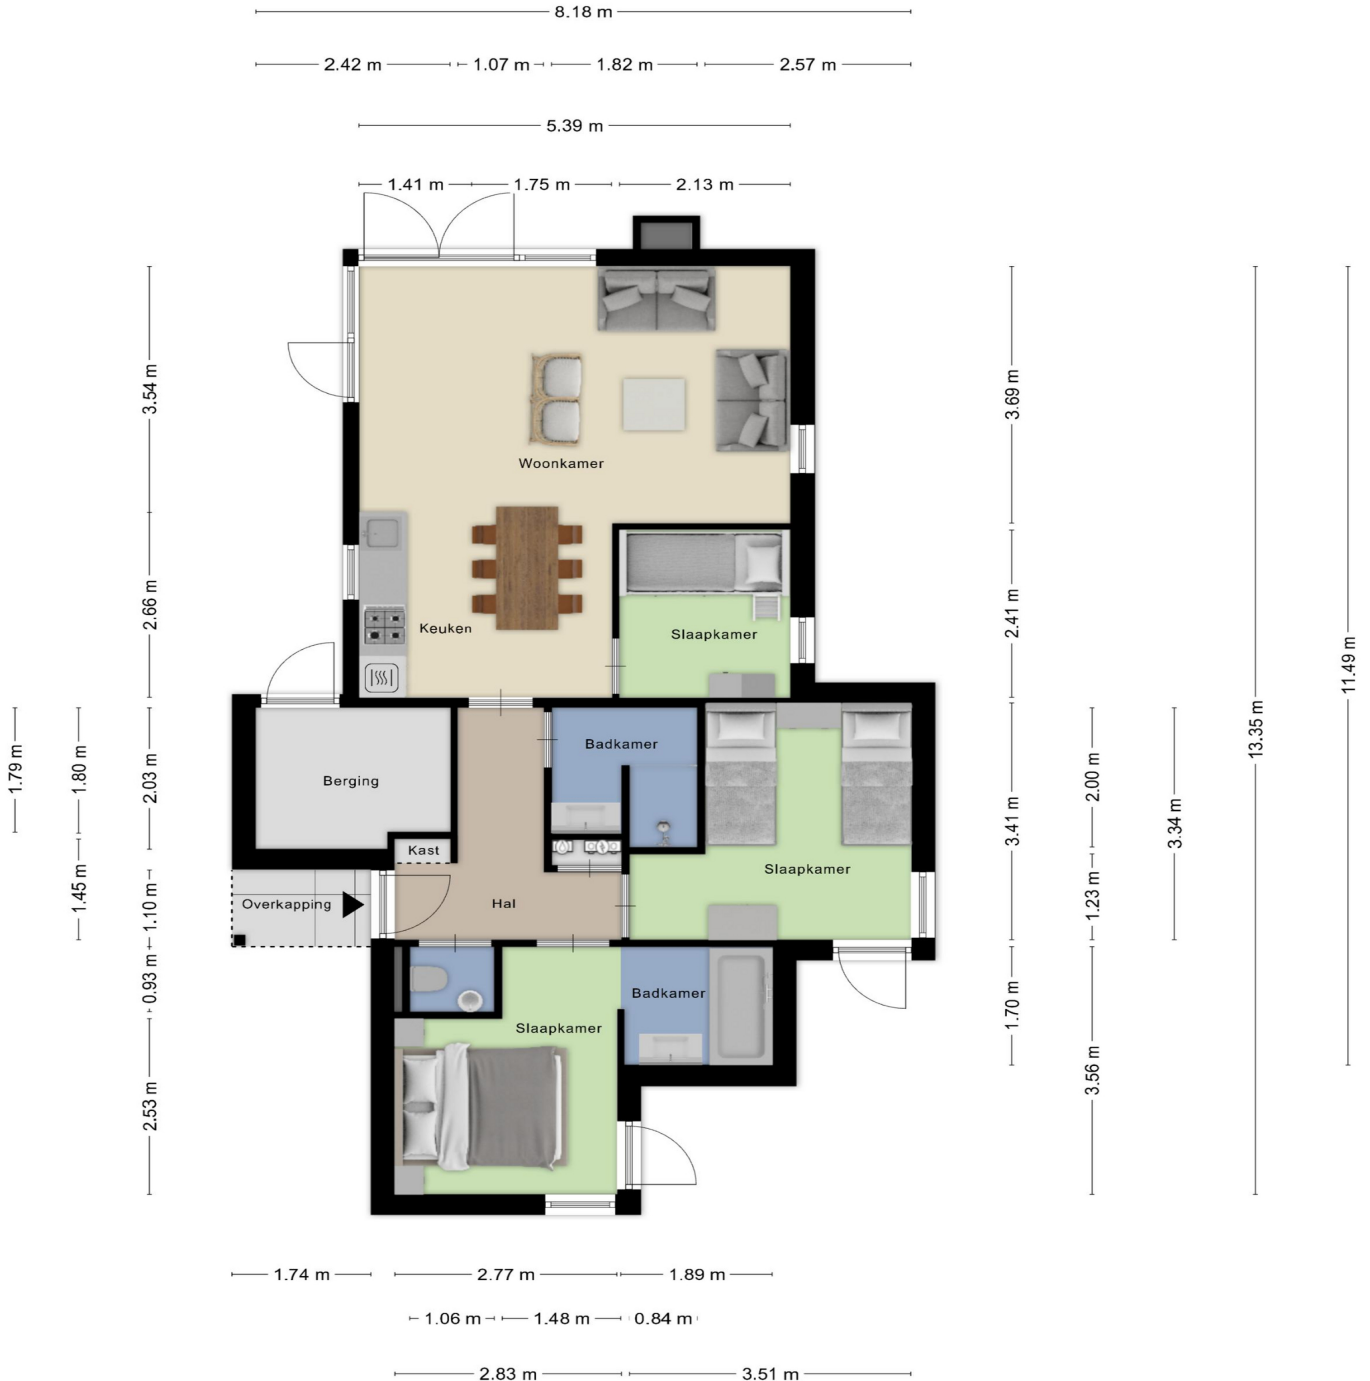 8.18 m
2.42 m 1.07 m 1.82 m 2.57 m
5.39 m
1.41 m 1.75 m 2.13 m
3.54 m
3.69 m
Woonkamer
2.66 m
2.41 m
Keuken
Slaapkamer
11.49 m
13.35 m
1.79 m
1.80 m
2.03 m
Berging
Badkamer
2.00 m
3.41 m
3.34 m
Kast
Slaapkamer
1.45 m
1.10 m
Overkapping
Hal
1.23 m
0.93 m
Badkamer
1.70 m
Slaapkamer
3.56 m
2.53 m
1.74 m 2.77 m 1.89 m
1.06 m 1.48 m 0.84 m
2.83 m 3.51 m